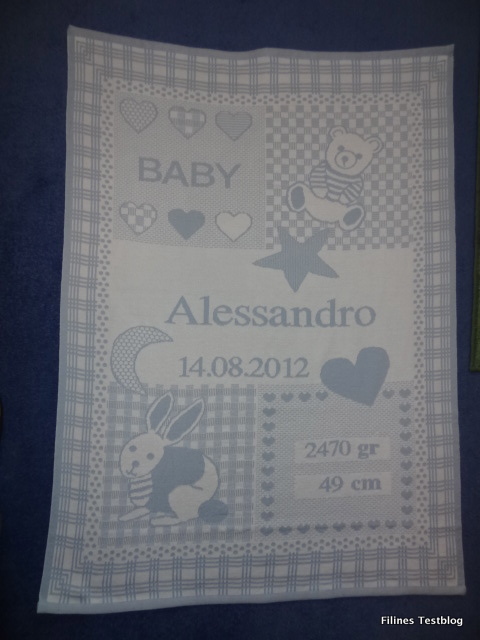 BABY
Alessandro
14.08.2012
2470 gr
49 cm
Filines Testblog